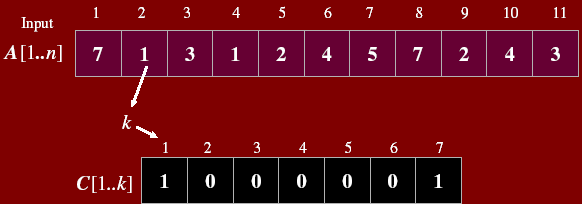 1 2 3 4 5 6 7 8 9 10 11
Input
A[1..n] 7 1 3 1 2 4 5 7 2 4 3
k
1 2 3 4 5 6 7
C[1..k] 1 0 0 0 0 0 1